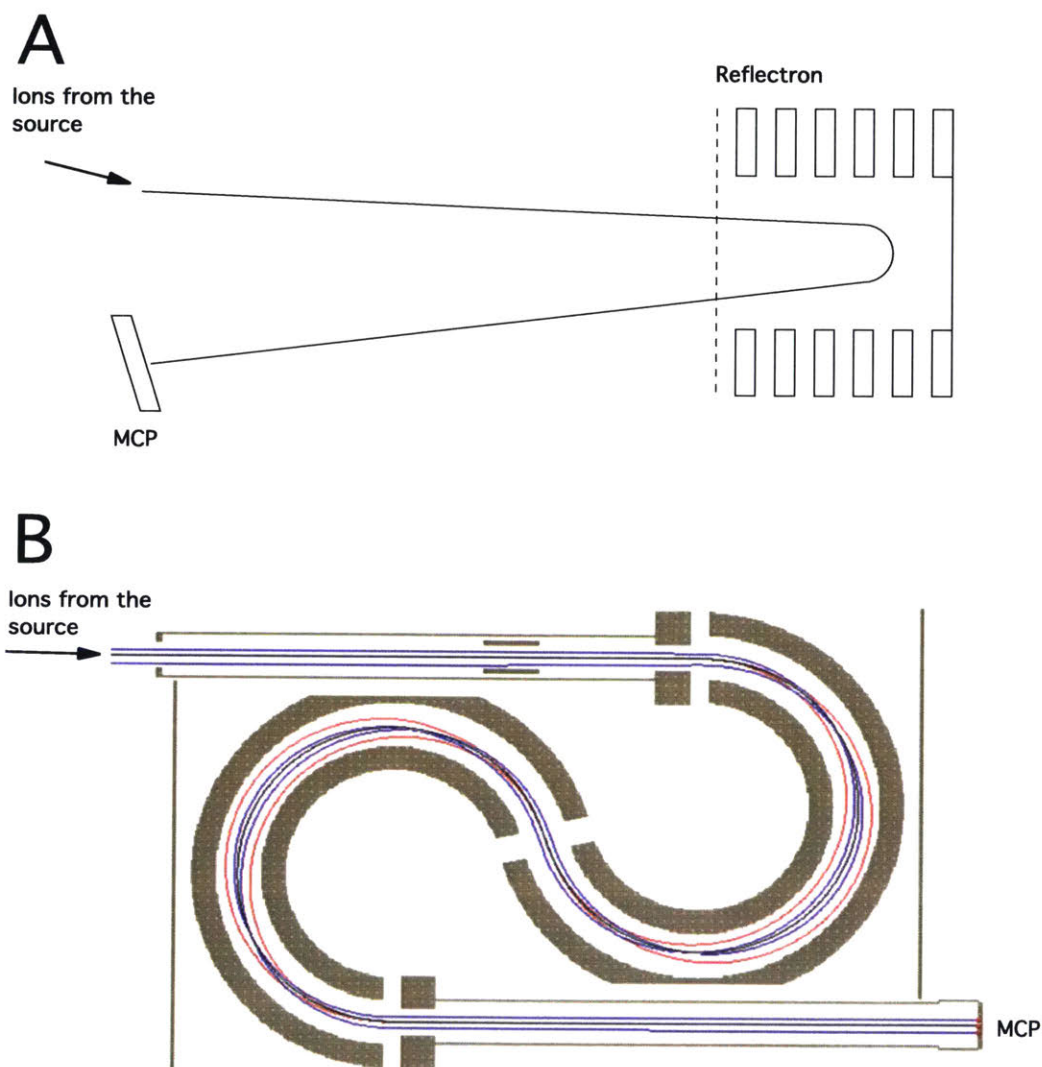 A
Ions from the
source
Reflectron
MCP
B
Ions from the
source
MCP